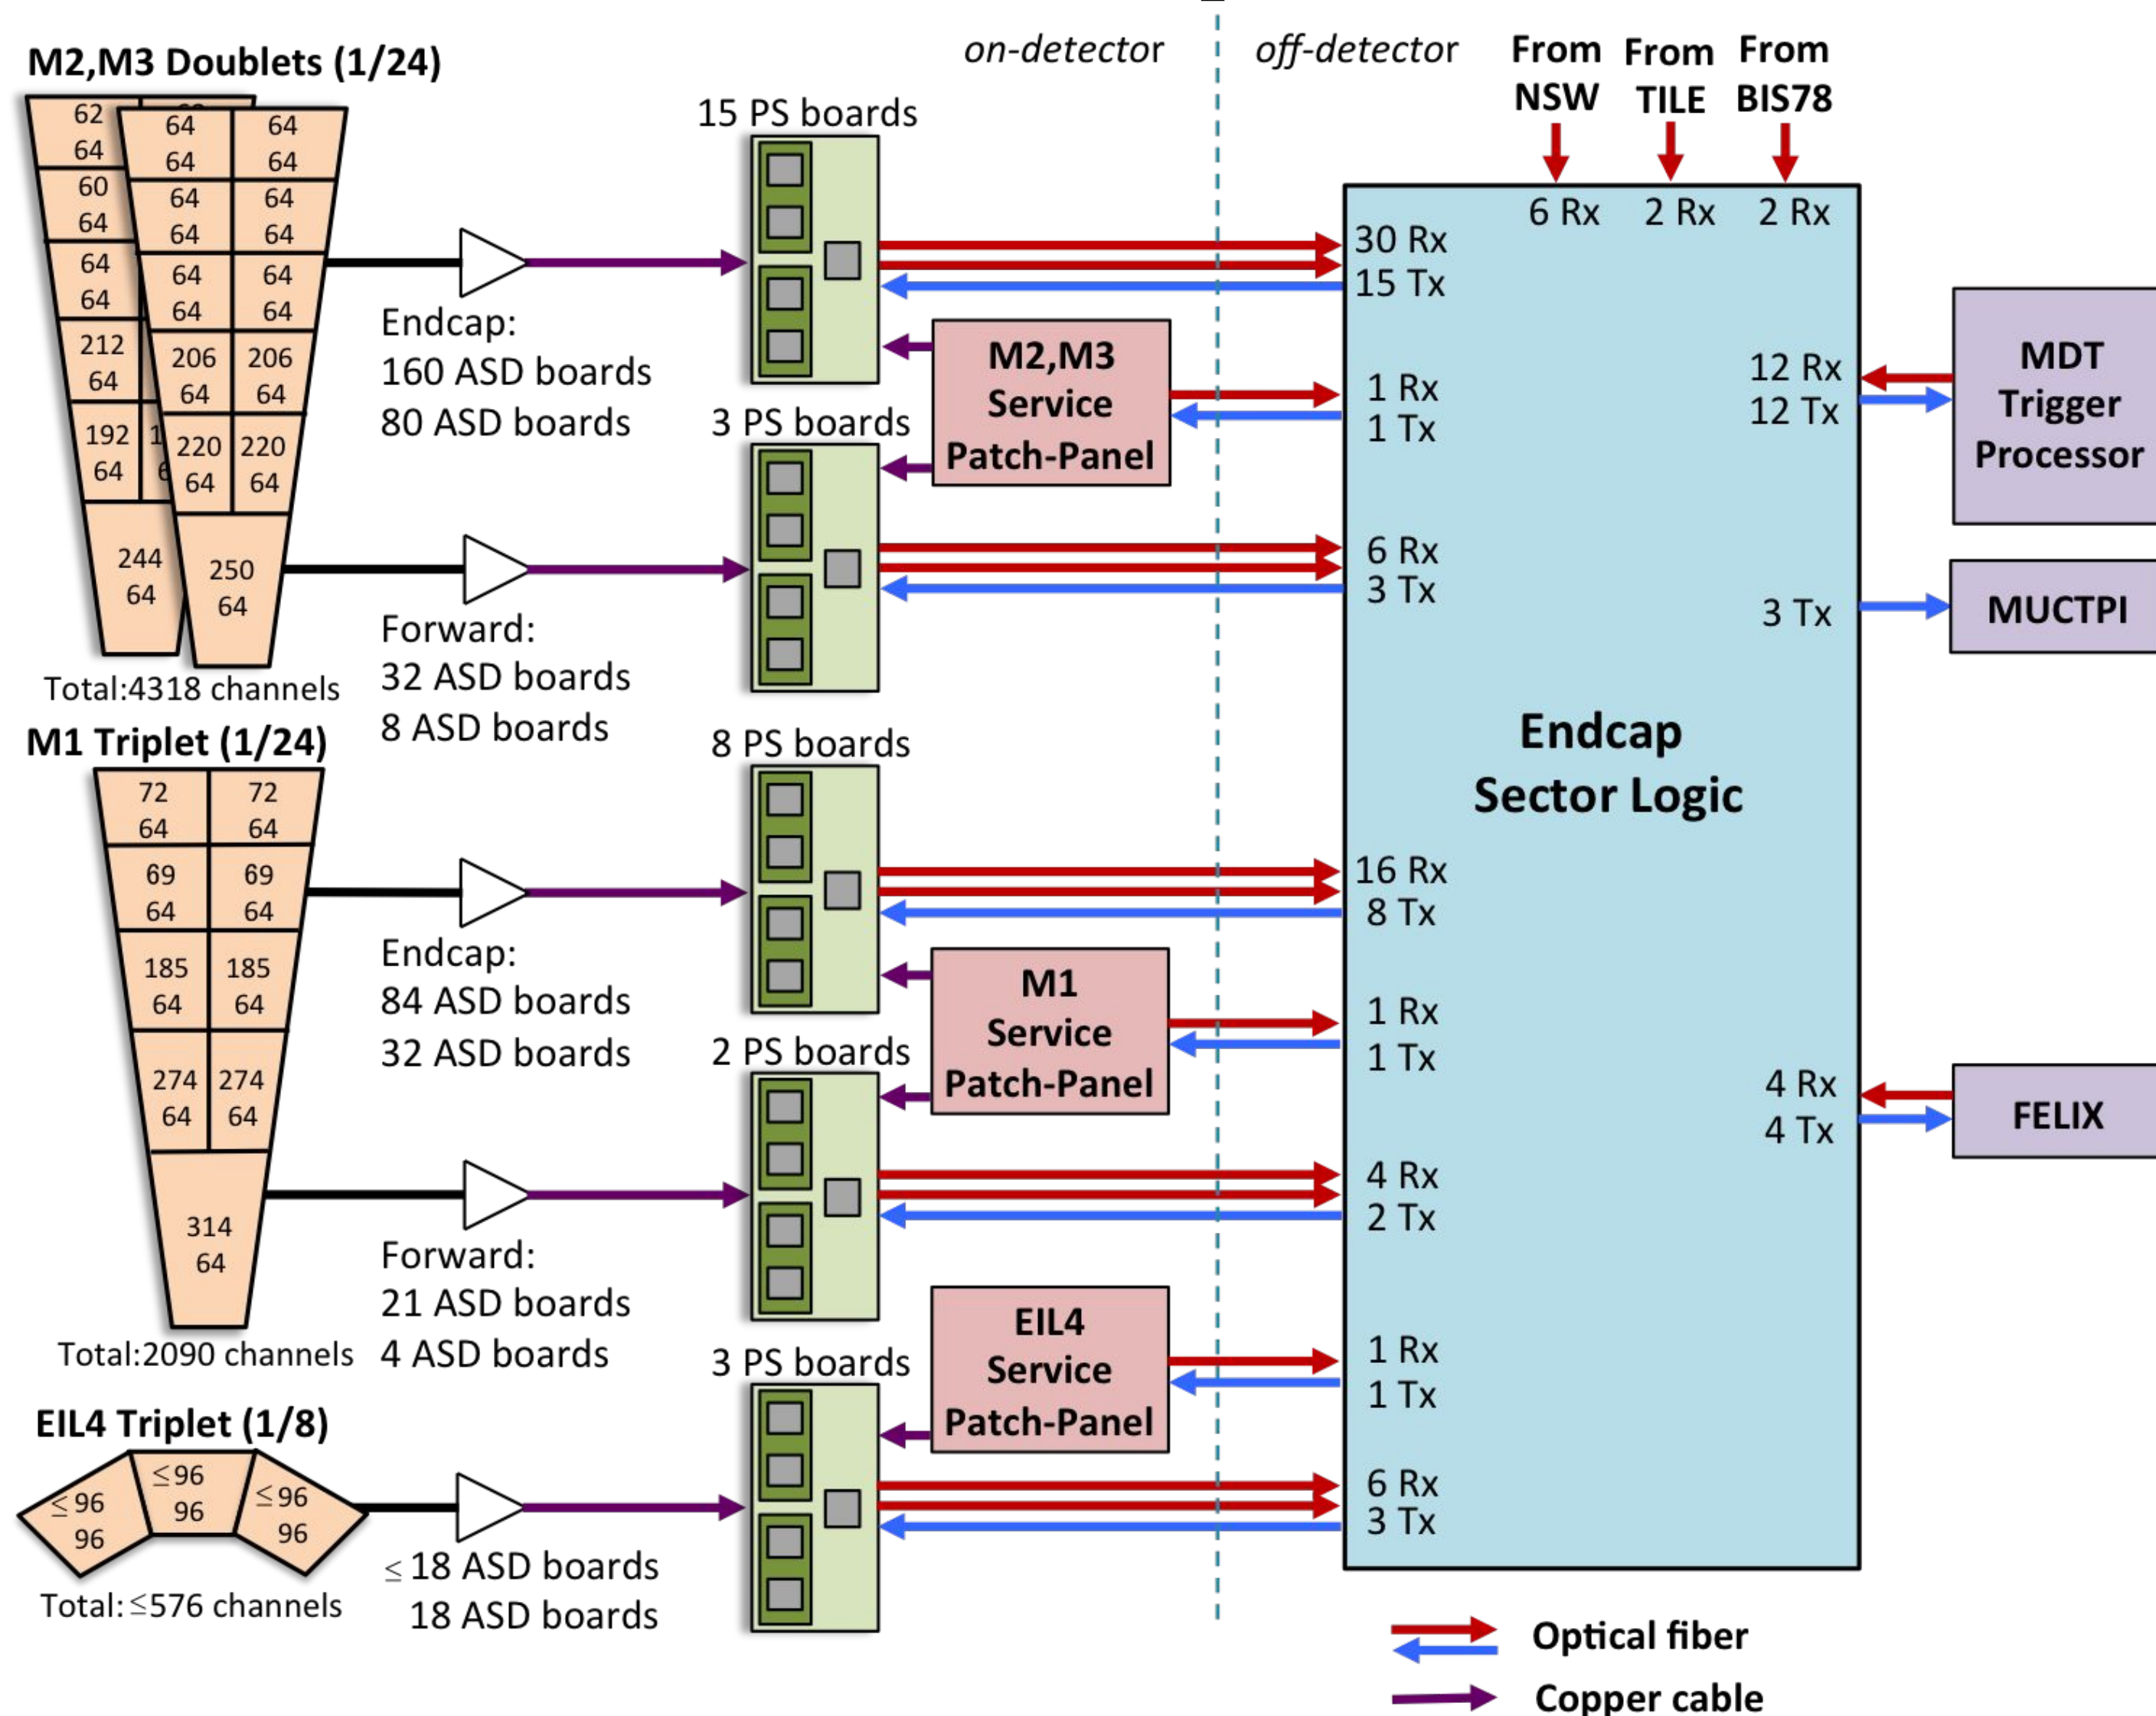 on-detector
off-detector
From NSW
From TILE
From BIS78
6 Rx
2 Rx
2 Rx
M2,M3 Doublets (1/24)
62
64
60
64
64
64
212
64
192
64
244
64
64 64
64 64
64 64
64 64
64 64
64 64
206 206
64 64
220 220
64 64
250
64
Total:4318 channels
Endcap:
160 ASD boards
80 ASD boards
Forward:
32 ASD boards
8 ASD boards
15 PS boards
3 PS boards
M2,M3
Service
Patch-Panel
30 Rx
15 Tx
1 Rx
1 Tx
6 Rx
3 Tx
M1 Triplet (1/24)
72 72
64 64
69 69
64 64
185 185
64 64
274 274
64 64
314
64
Total:2090 channels
Endcap:
84 ASD boards
32 ASD boards
Forward:
21 ASD boards
4 ASD boards
8 PS boards
2 PS boards
M1
Service
Patch-Panel
16 Rx
8 Tx
1 Rx
1 Tx
4 Rx
2 Tx
EIL4 Triplet (1/8)
≤96
96
≤96
96
≤96
96
Total:≤576 channels
≤18 ASD boards
18 ASD boards
3 PS boards
EIL4
Service
Patch-Panel
1 Rx
1 Tx
6 Rx
3 Tx
Endcap
Sector Logic
12 Rx
12 Tx
MDT
Trigger
Processor
3 Tx
MUCTPI
4 Rx
4 Tx
FELIX
Optical fiber
Copper cable